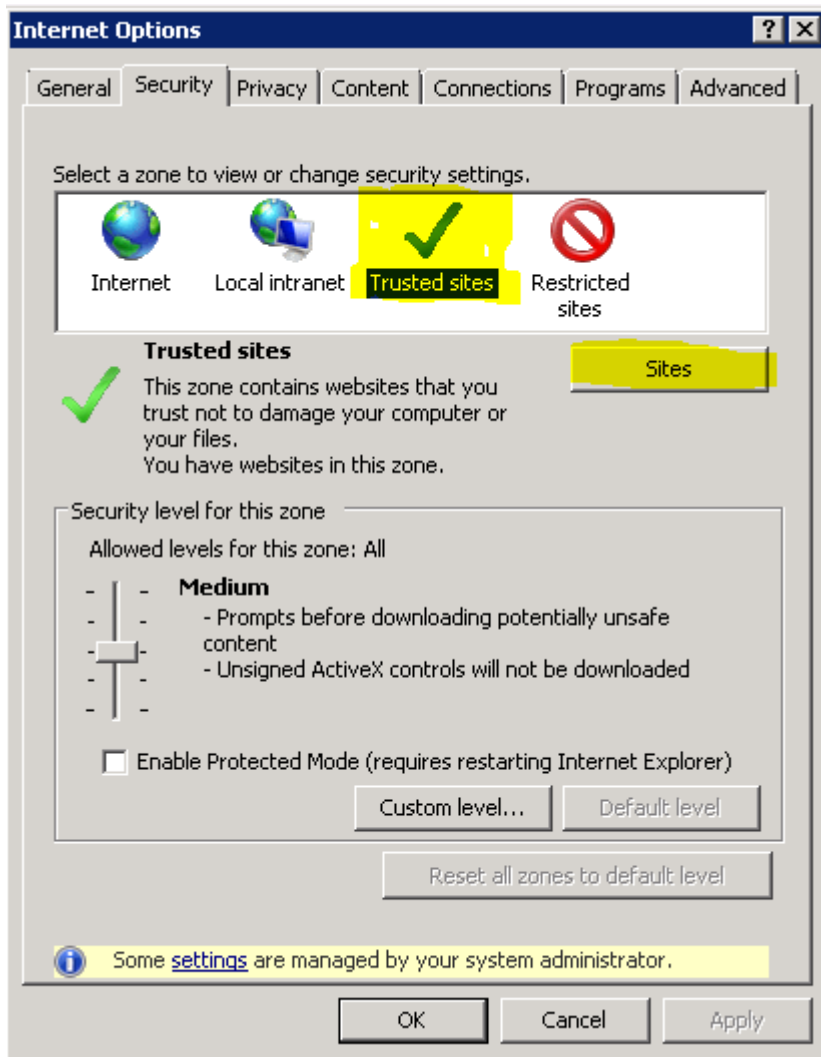 Internet Options
General Security Privacy Content Connections Programs Advanced
Select a zone to view or change security settings.
Internet Local intranet Trusted sites Restricted
sites
Trusted sites
Sites
This zone contains websites that you
trust not to damage your computer or
your files.
You have websites in this zone.
Security level for this zone
Allowed levels for this zone: All
Medium
- Prompts before downloading potentially unsafe
content
- Unsigned ActiveX controls will not be downloaded
Enable Protected Mode (requires restarting Internet Explorer)
Custom level... Default level
Reset all zones to default level
Some settings are managed by your system administrator.
OK Cancel Apply